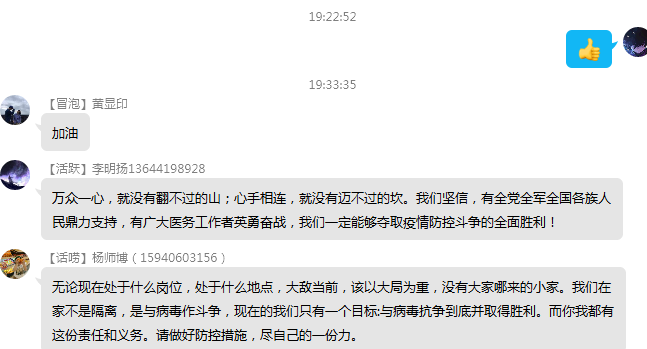 19:22:52
19:33:35
【冒泡】黄显印
加油
【活跃】李明扬13644198928
万众一心，就没有翻不过的山；心手相连，就没有迈不过的坎。我们坚信，有全党全军全国各族人
民鼎力支持，有广大医务工作者英勇奋战，我们一定能够夺取疫情防控斗争的全面胜利！
【话唠】杨师博（15940603156）
无论现在处于什么岗位，处于什么地点，大敌当前，该以大局为重，没有大家哪来的小家。我们在
家不是隔离，是与病毒作斗争，现在的我们只有一个目标:与病毒抗争到底并取得胜利。而你我都有
这份责任和义务。请做好防控措施，尽自己的一份力。